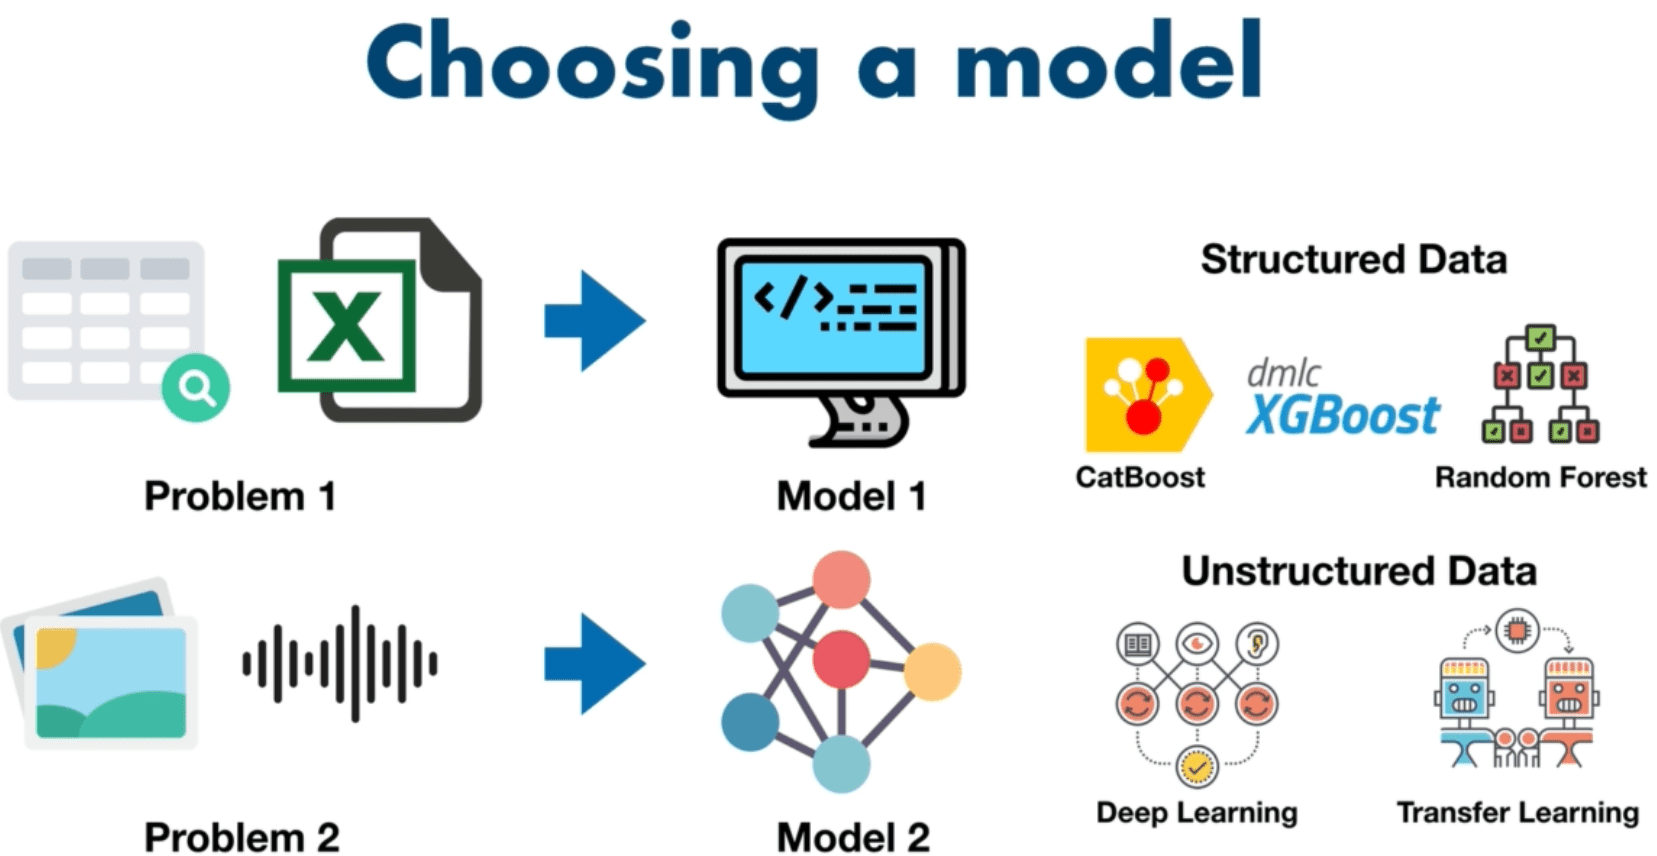 Choosing a model
X
</>
Problem 1
Model 1
Structured Data
CatBoost
dmlc
XGBoost
Random Forest
Problem 2
Model 2
Unstructured Data
Deep Learning
Transfer Learning